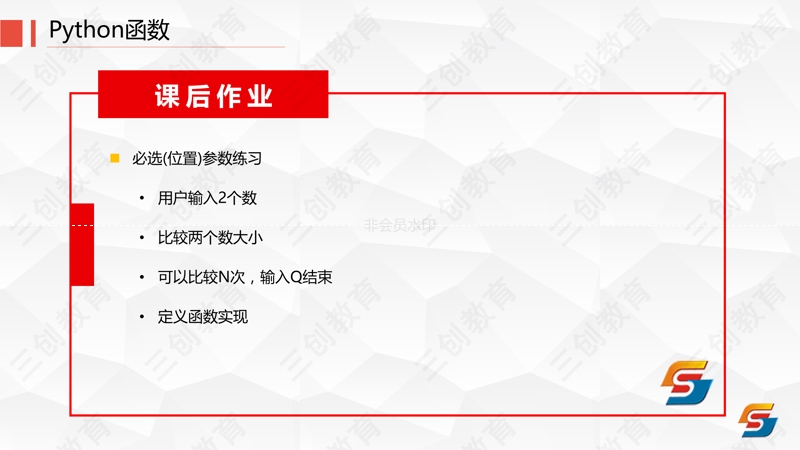 Python函数
课后作业
必选(位置)参数练习
用户输入2个数
比较两个数大小
可以比较N次，输入Q结束
定义函数实现
非会员水印
三创教育